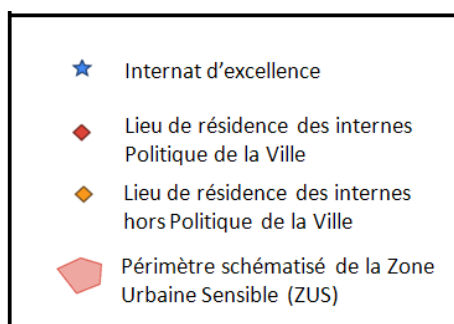 Internat d'excellence
Lieu de résidence des internes
Politique de la Ville
Lieu de résidence des internes
hors Politique de la Ville
Périmètre schématisé de la Zone
Urbaine Sensible (ZUS)